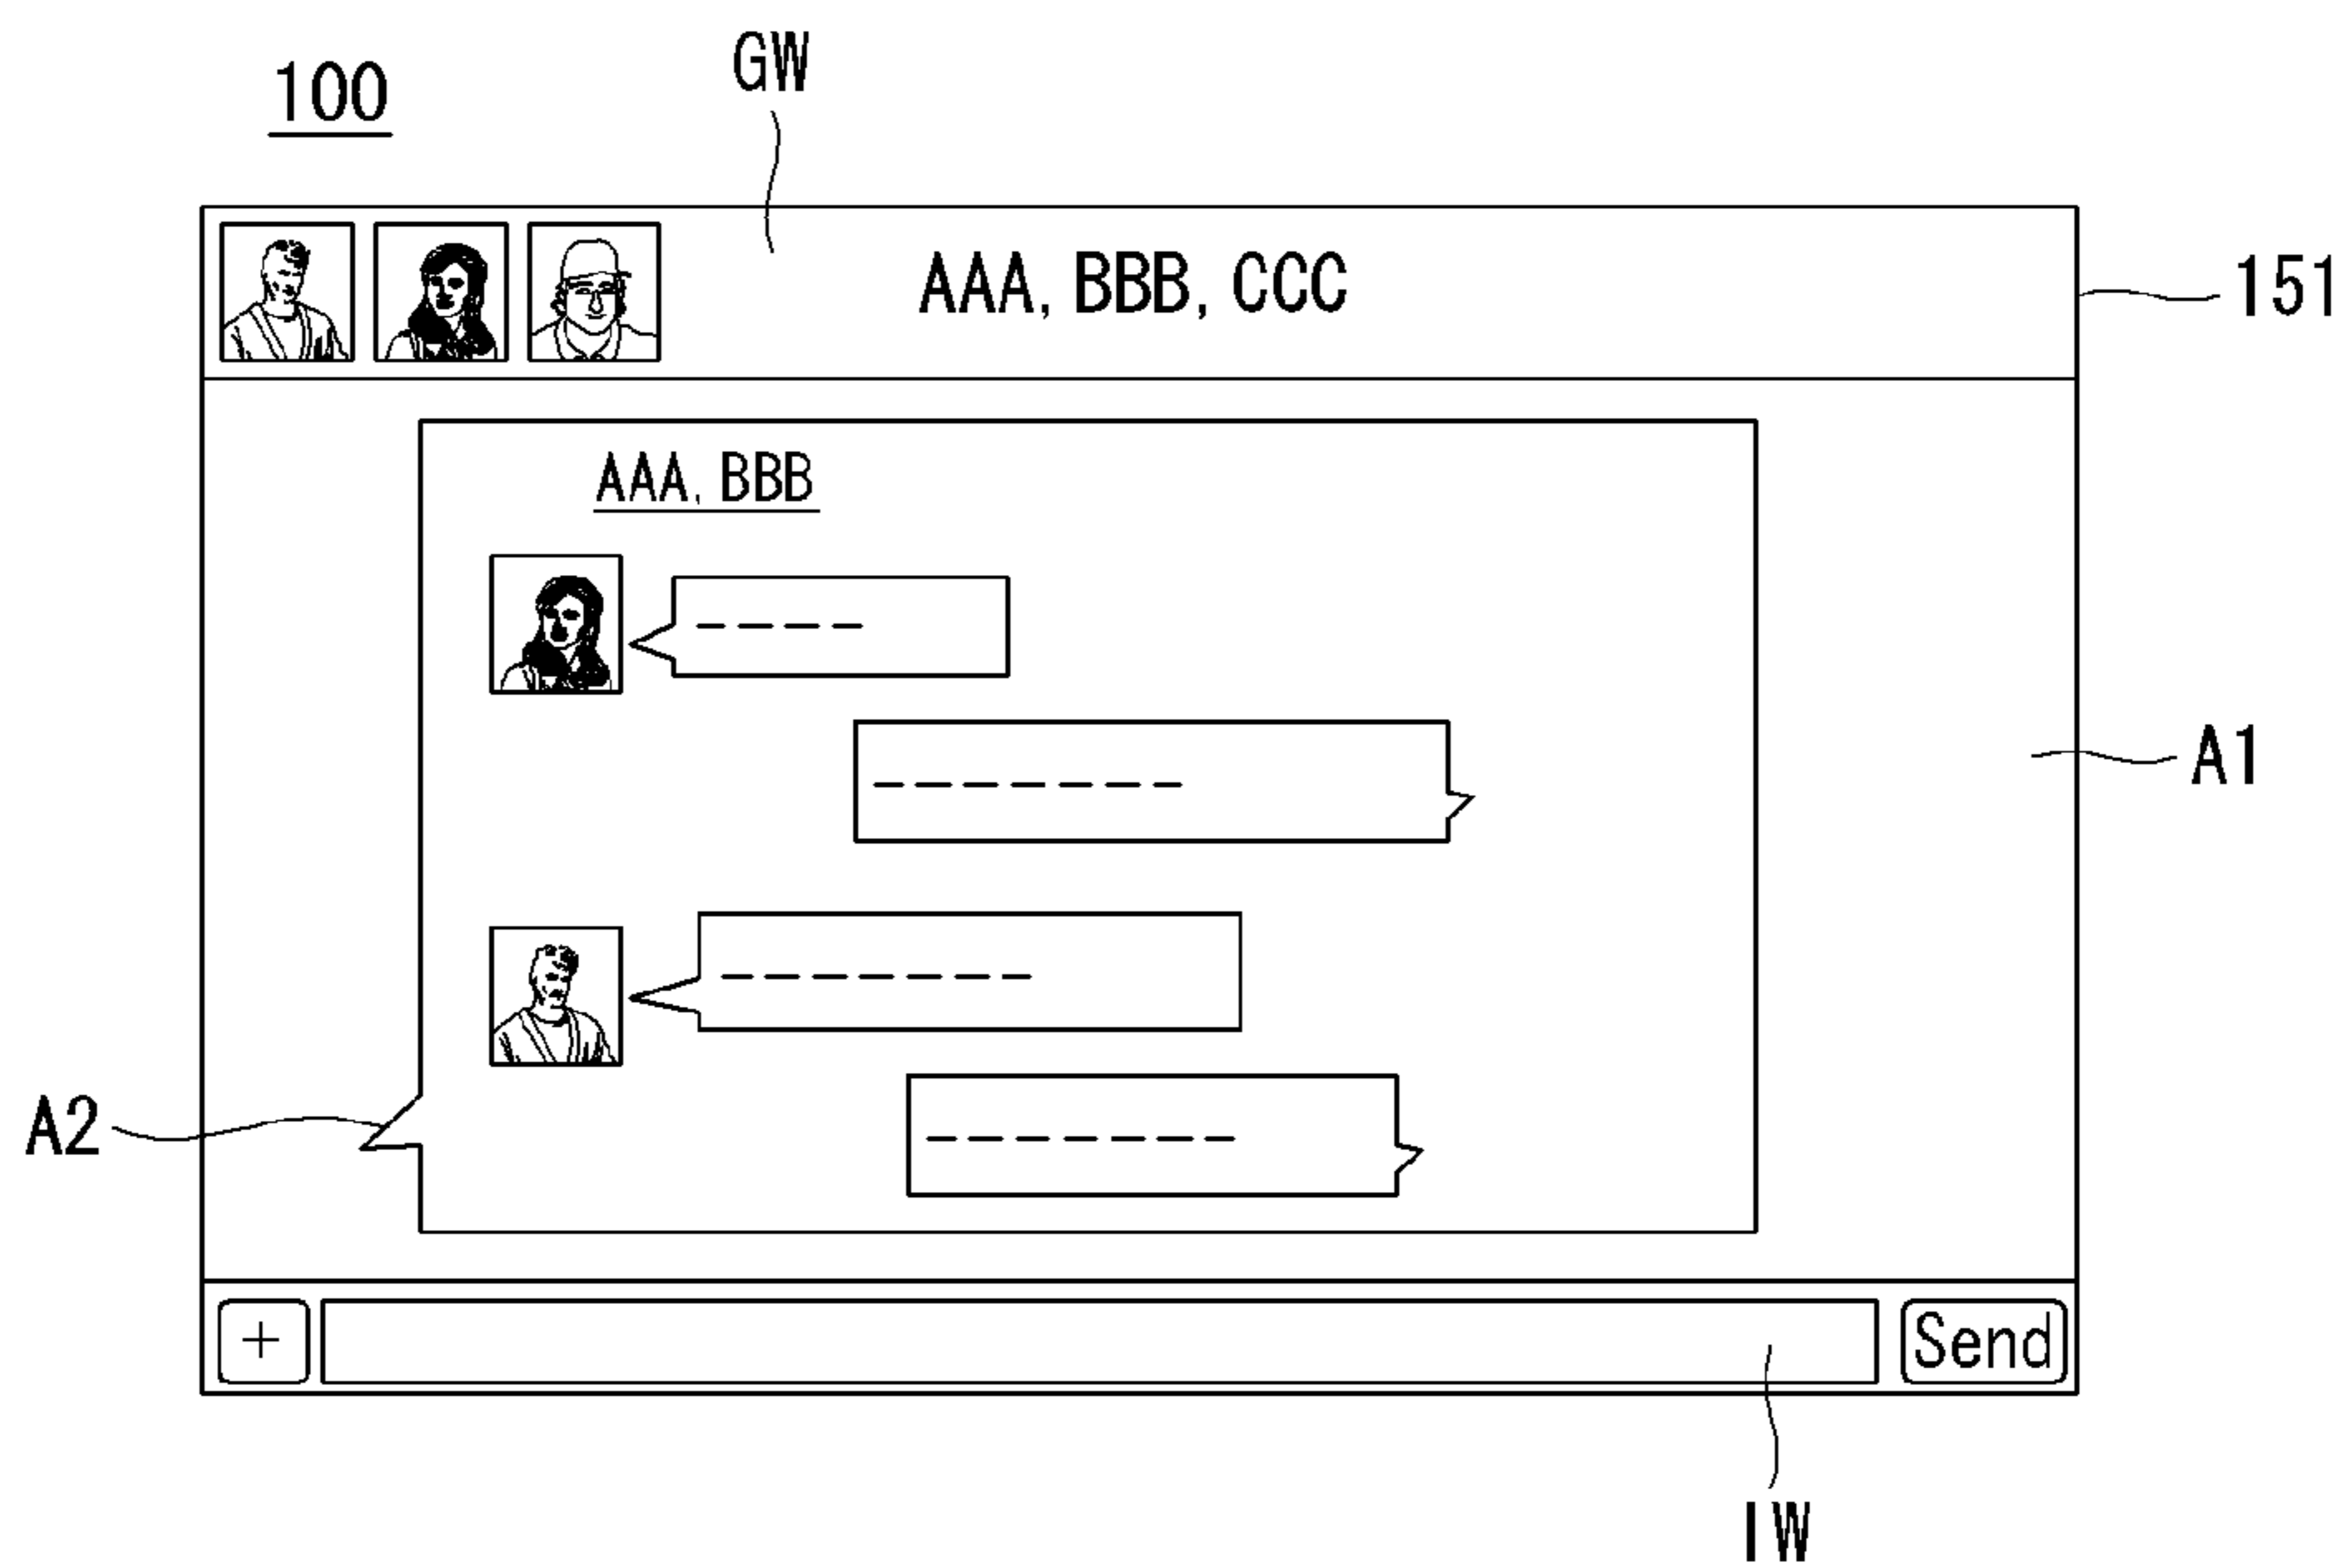 GW
100
AAA, BBB, CCC
151
AAA, BBB
A1
A2
+
Send
IW